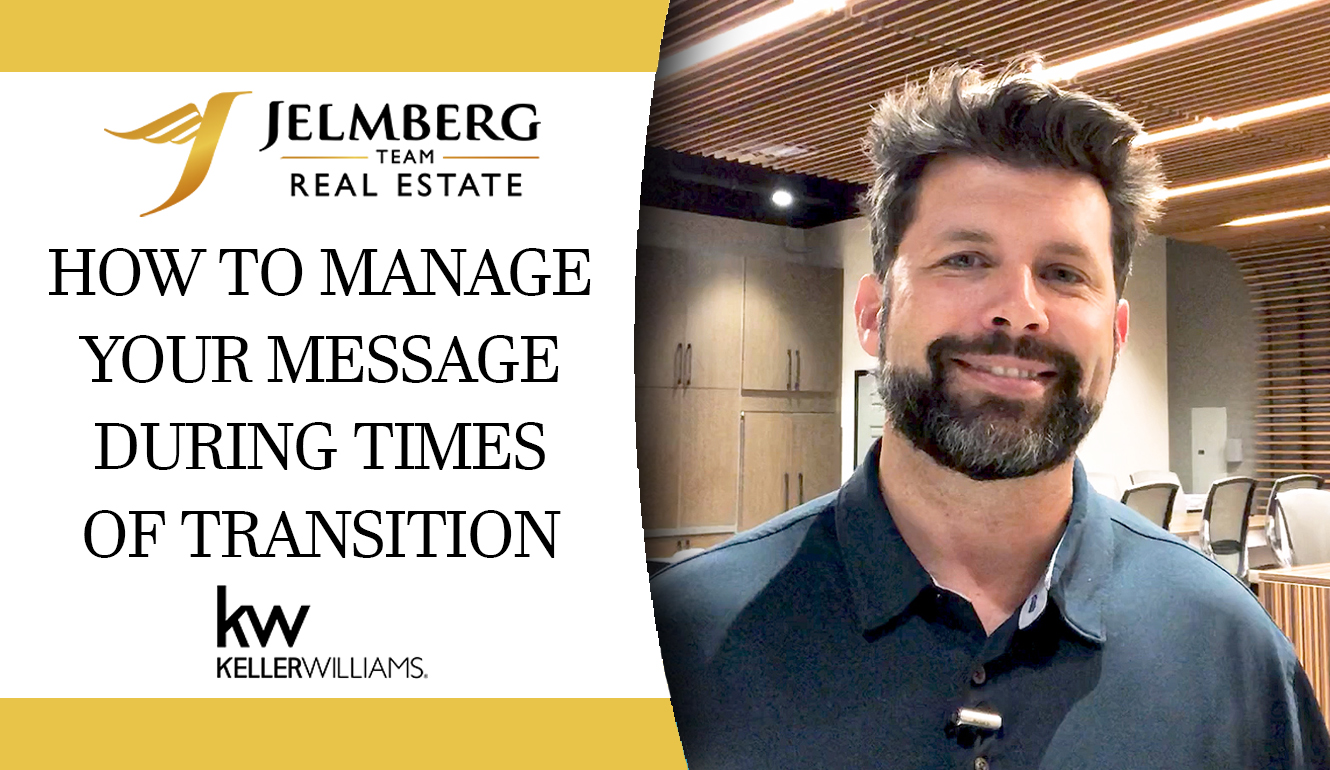 JELMBERG
TEAM
REAL ESTATE
HOW TO MANAGE
YOUR MESSAGE
DURING TIMES
OF TRANSITION
kw
KELLERWILLIAMS.